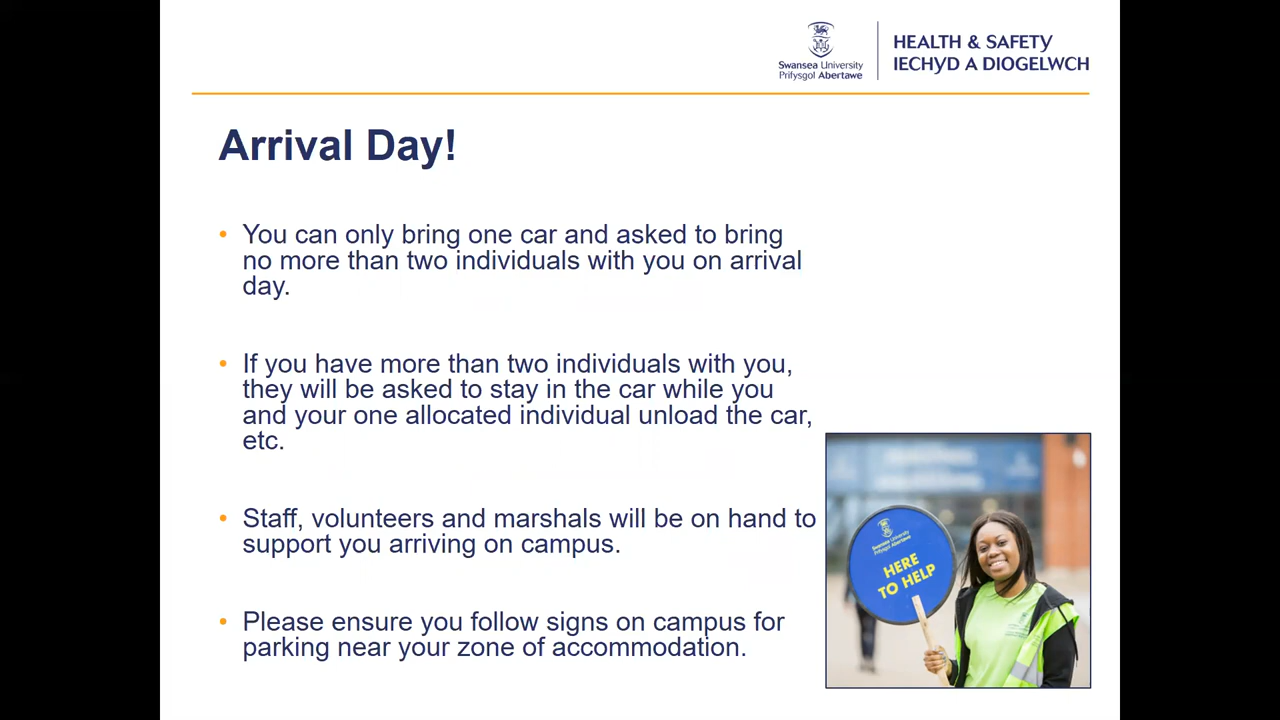 Swansea University
Prifysgol Abertawe
HEALTH & SAFETY
IECHYD A DIOGELWCH
Arrival Day!
• You can only bring one car and asked to bring
no more than two individuals with you on arrival
day.
• If you have more than two individuals with you,
they will be asked to stay in the car while you
and your one allocated individual unload the car,
etc.
• Staff, volunteers and marshals will be on hand to
support you arriving on campus.
• Please ensure you follow signs on campus for
parking near your zone of accommodation.
Swansea University
Prifysgol Abertawe
HERE
TO HELP